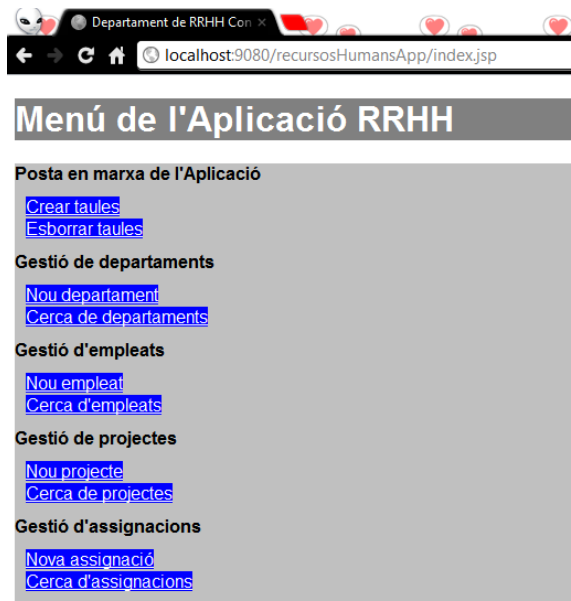 Departament de RRHH Con
localhost:9080/recursosHumansApp/index.jsp
Menú de l'Aplicació RRHH
Posta en marxa de l'Aplicació
Crear taules
Esborrar taules
Gestió de departaments
Nou departament
Cerca de departaments
Gestió d'empleats
Nou empleat
Cerca d'empleats
Gestió de projectes
Nou projecte
Cerca de projectes
Gestió d'assignacions
Nova assignació
Cerca d'assignacions